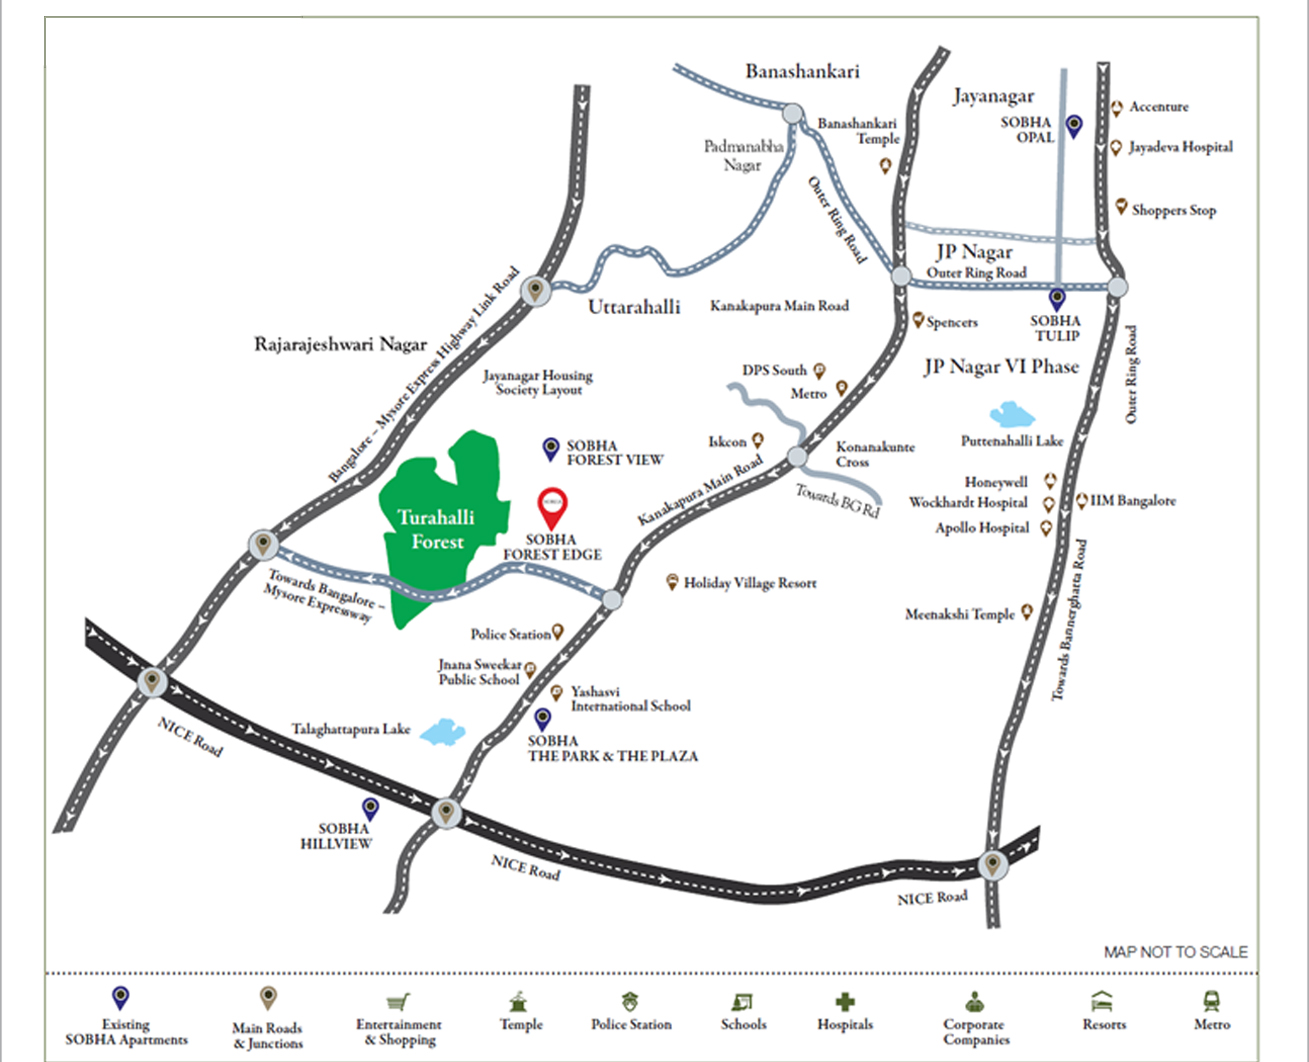 Banashankari
Jayanagar
SOBHA
OPAL
Accenture
Banashankari
Temple
Padmanabha
Nagar
Jayadeva Hospital
Shoppers Stop
Outer Ring Road
JP Nagar
Outer Ring Road
Bangalore – Mysore Express Highway Link Road
Uttarahalli
Kanakapura Main Road
Spencers
SOBHA
TULIP
Rajarajeshwari Nagar
JP Nagar VI Phase
Outer Ring Road
Jayanagar Housing
Society Layout
DPS South
Metro
Puttenahalli Lake
SOBHA
FOREST VIEW
Iskcon
Konanakunte
Cross
Kanakapura Main Road
Towards BG Rd
Honeywell
Wockhardt Hospital
IIM Bangalore
Apollo Hospital
Turahalli
Forest
SOBHA
FOREST EDGE
Towards Bangalore –
Mysore Expressway
Holiday Village Resort
Meenakshi Temple
Towards Bannerghatta Road
Police Station
Jnana Sweekar
Public School
Yashasvi
International School
Talaghattapura Lake
SOBHA
THE PARK & THE PLAZA
NICE Road
SOBHA
HILLVIEW
NICE Road
NICE Road
MAP NOT TO SCALE
Existing
SOBHA Apartments
Main Roads
& Junctions
Entertainment
& Shopping
Temple
Police Station
Schools
Hospitals
Corporate
Companies
Resorts
Metro